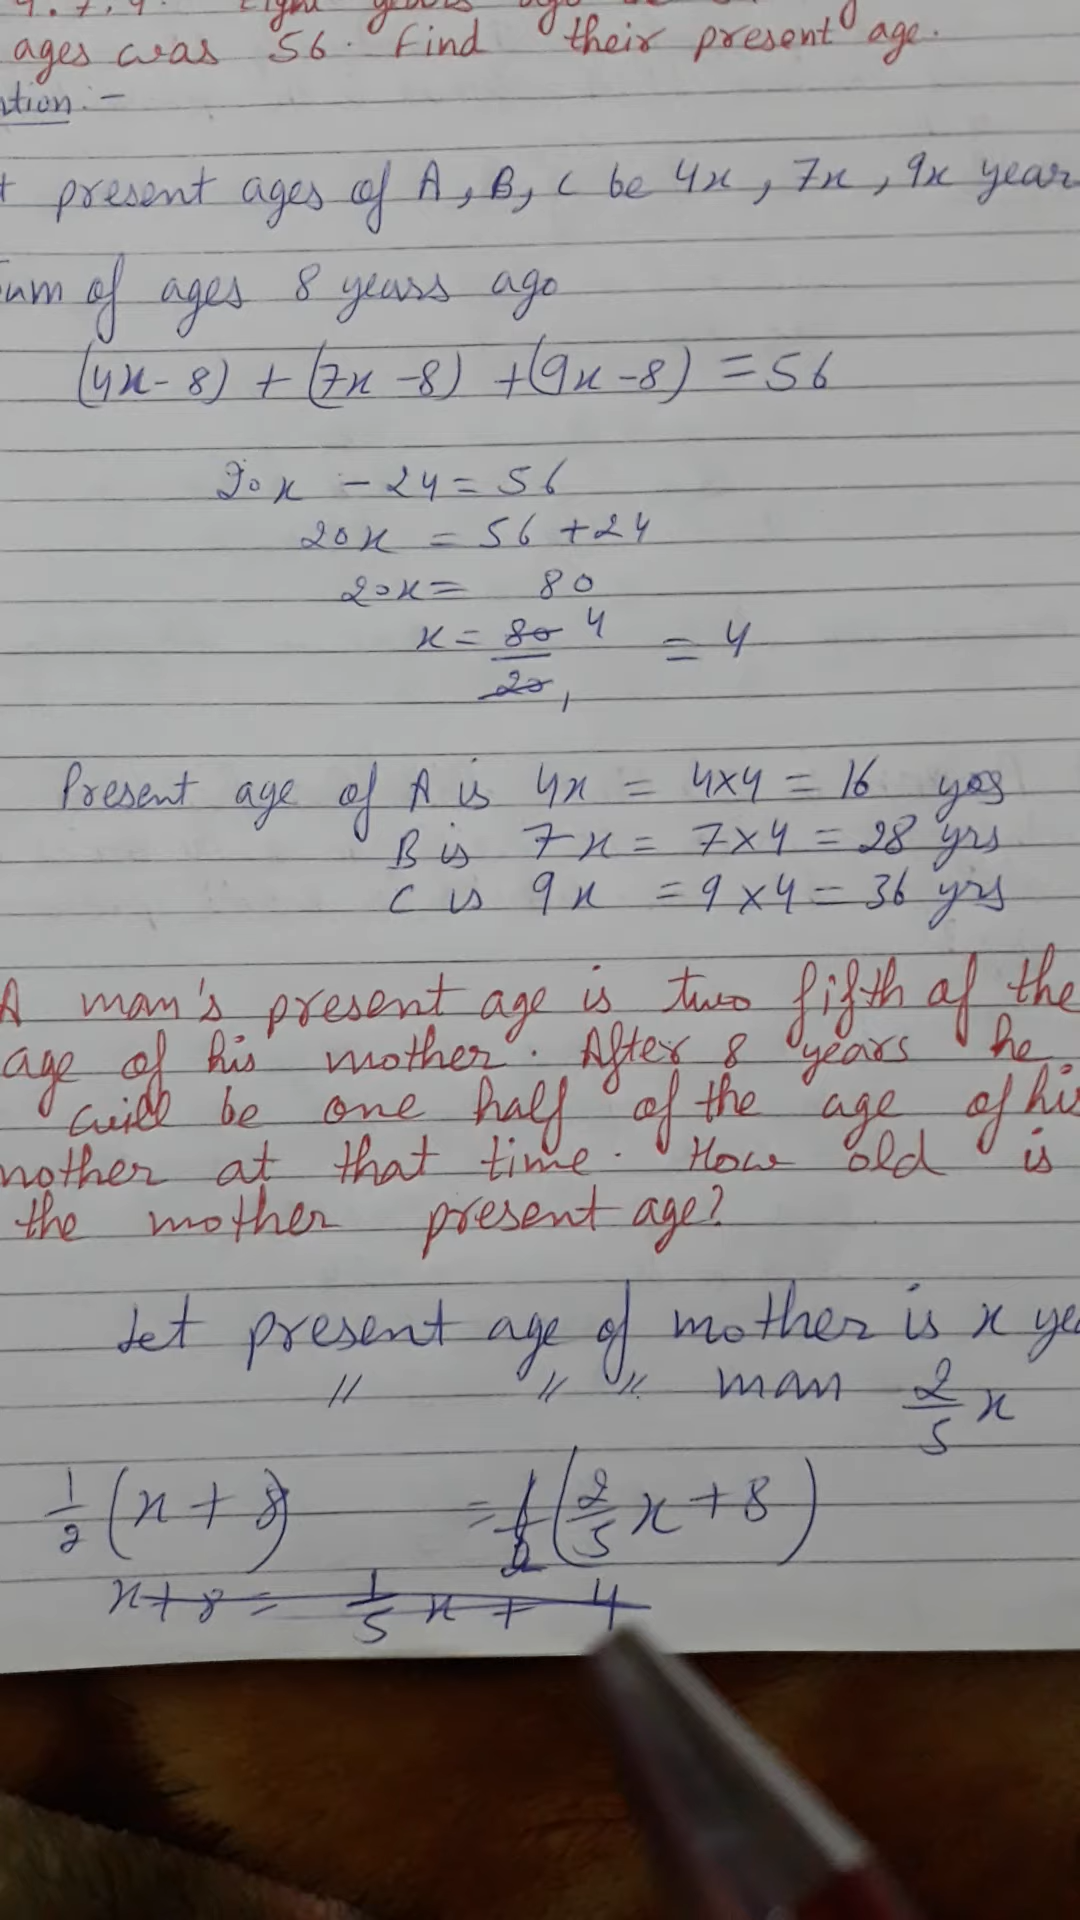 ages was 56. Find their present age.
present ages of A, B, C be 4x, 7x, 9x year
of ages 8 years ago
(4x - 8) + (7x - 8) + (9x - 8) = 56
20x - 24 = 56
20x = 56 + 24
20x = 80
x = 80/20 4 = 4
1
Present age of A is 4x = 4×4 = 16 yrs
B is 7x = 7×4 = 28 yrs
C is 9x = 9×4 = 36 yrs
A man's present age is two fifth of the
age of his mother. After 8 years he
will be one half of the age of his
mother at that time. How old is
the mother present age?
Let present age of mother is x ye
" " " man 2/5 x
1/2 (x + 8) = (2/5 x + 8)
x + 8 = 1/5 x + 4